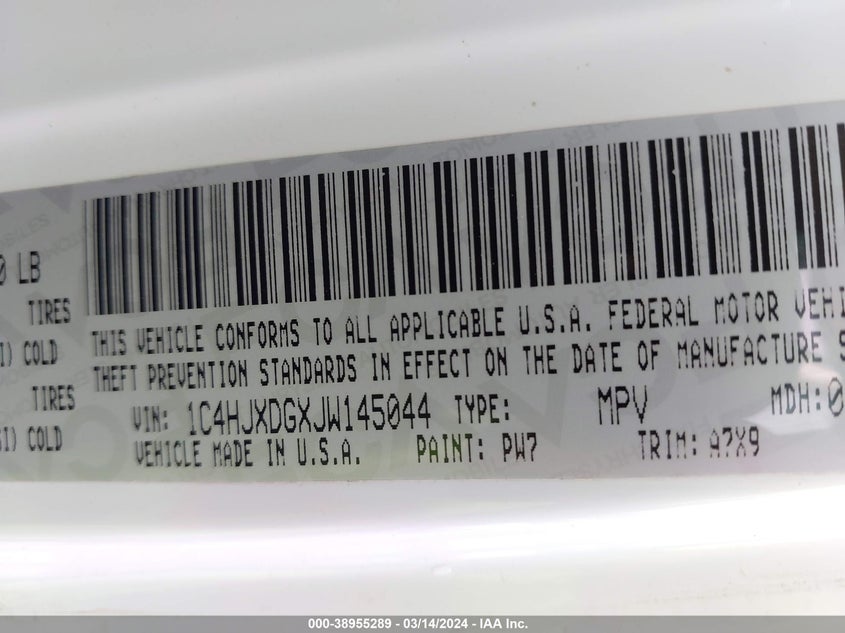 0 LB
TIRES
I) COLD
TIRES
SI) COLD
THIS VEHICLE CONFORMS TO ALL APPLICABLE U.S.A. FEDERAL MOTOR VEHI
THEFT PREVENTION STANDARDS IN EFFECT ON THE DATE OF MANUFACTURE S
VIN: 1C4HJXDGXJW145044 TYPE: MPV MDH:0
VEHICLE MADE IN U.S.A. PAINT: PW7 TRIM: A7X9
000-38955289 - 03/14/2024 - IAA Inc.